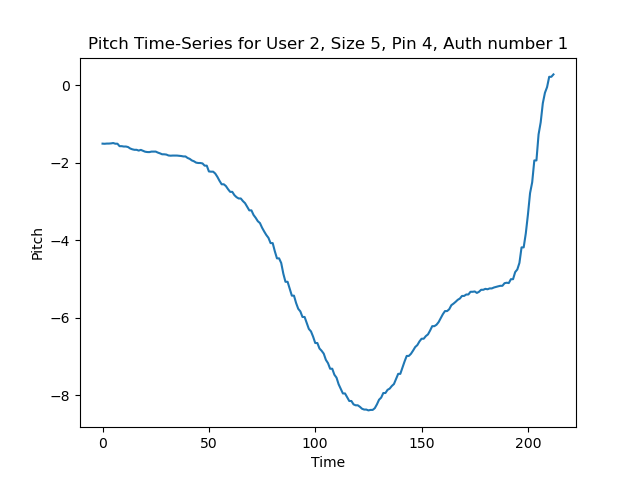 Pitch Time-Series for User 2, Size 5, Pin 4, Auth number 1
0
−2
−4
−6
−8
Pitch
0 50 100 150 200
Time